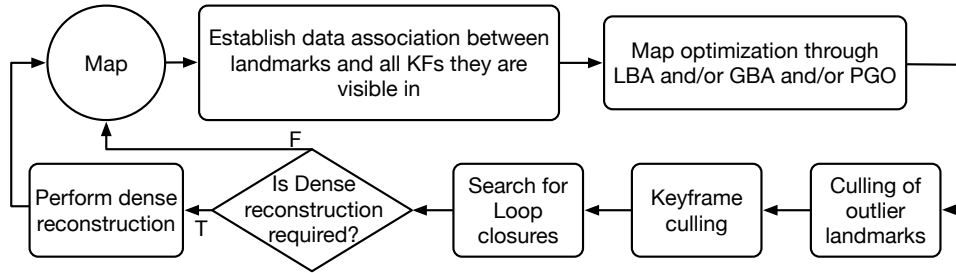 Map
Establish data association between
landmarks and all KFs they are
visible in
Map optimization through
LBA and/or GBA and/or PGO
F
Perform dense
reconstruction
T
Is Dense
reconstruction
required?
Search for
Loop
closures
Keyframe
culling
Culling of
outlier
landmarks